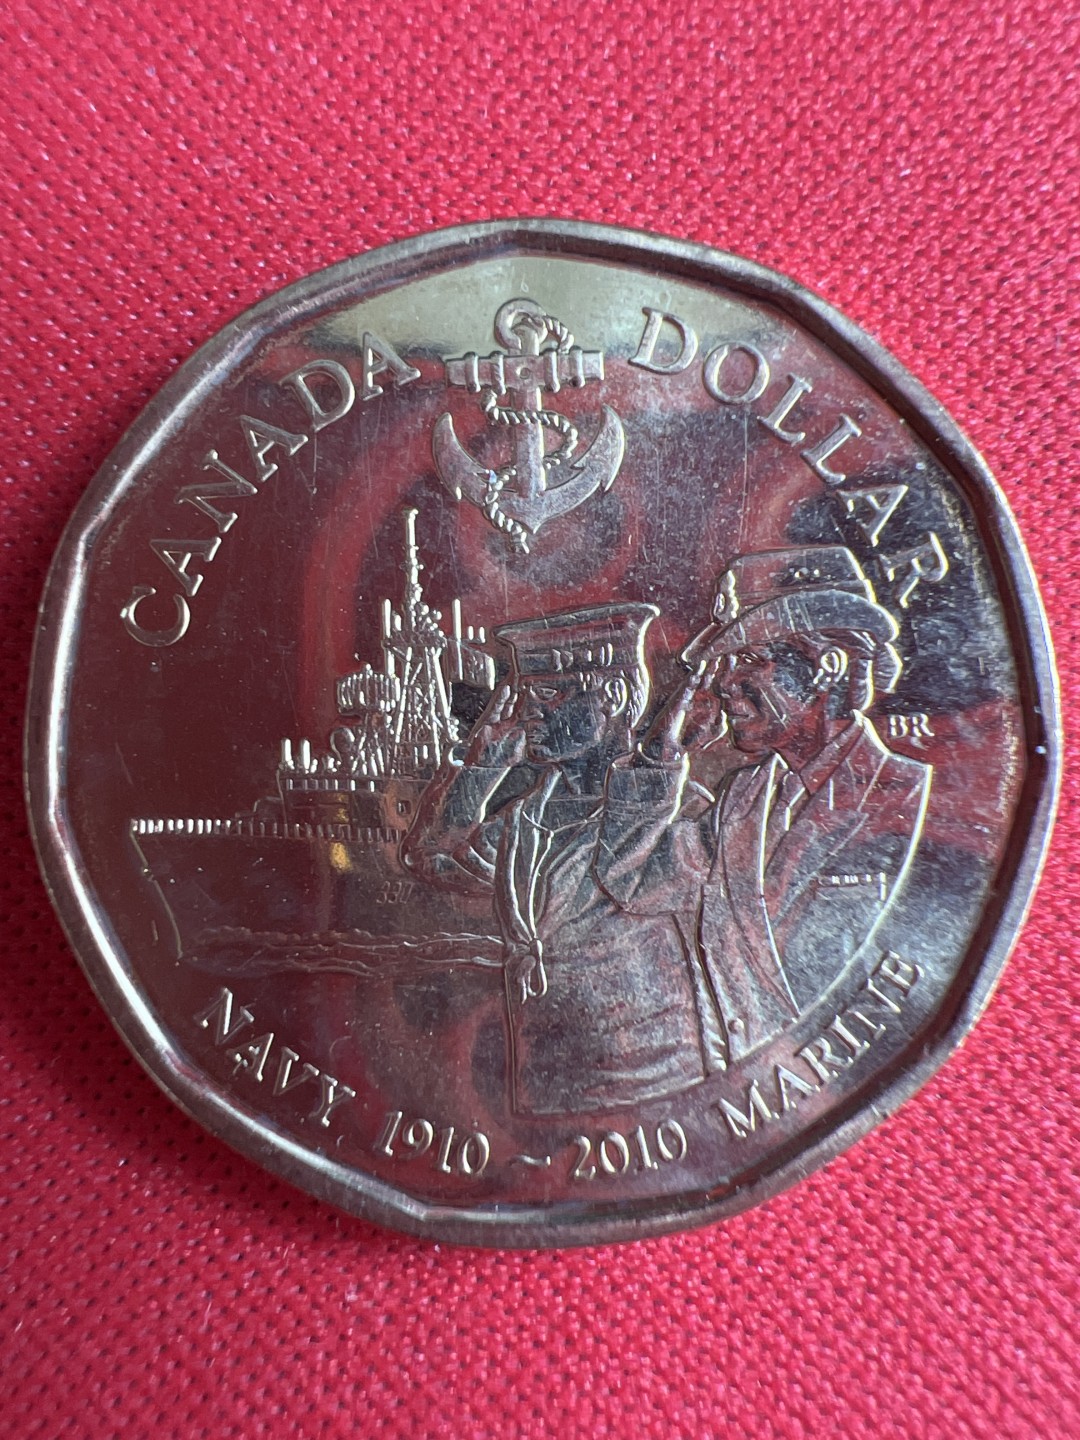 CANADA DOLLAR
BR
330
NAVY 1910 ~ 2010 MARINE